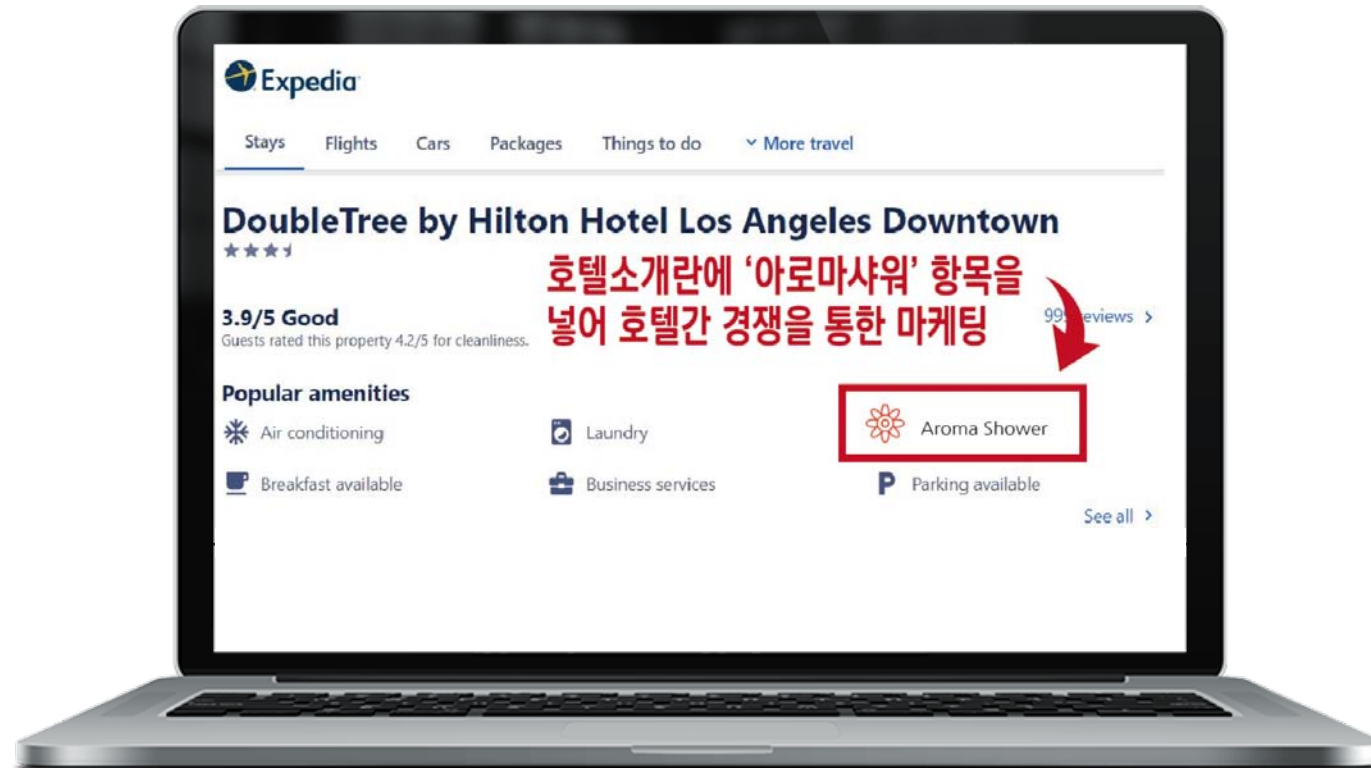 Expedia
Stays Flights Cars Packages Things to do More travel
DoubleTree by Hilton Hotel Los Angeles Downtown
호텔소개란에 ‘아로마샤워’ 항목을
넣어 호텔간 경쟁을 통한 마케팅
3.9/5 Good
Guests rated this property 4.2/5 for cleanliness.
Popular amenities
Air conditioning Laundry Aroma Shower
Breakfast available Business services P Parking available
See all